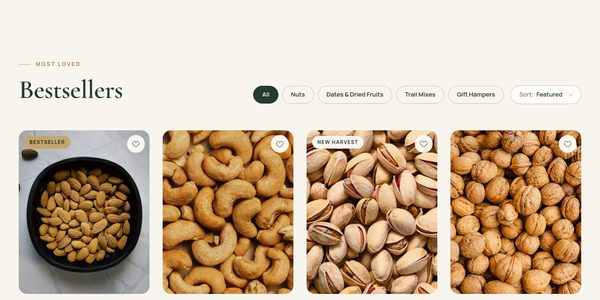 MOST LOVED
Bestsellers
All Nuts Dates & Dried Fruits Trail Mixes Gift Hampers Sort: Featured
BESTSELLER
NEW HARVEST